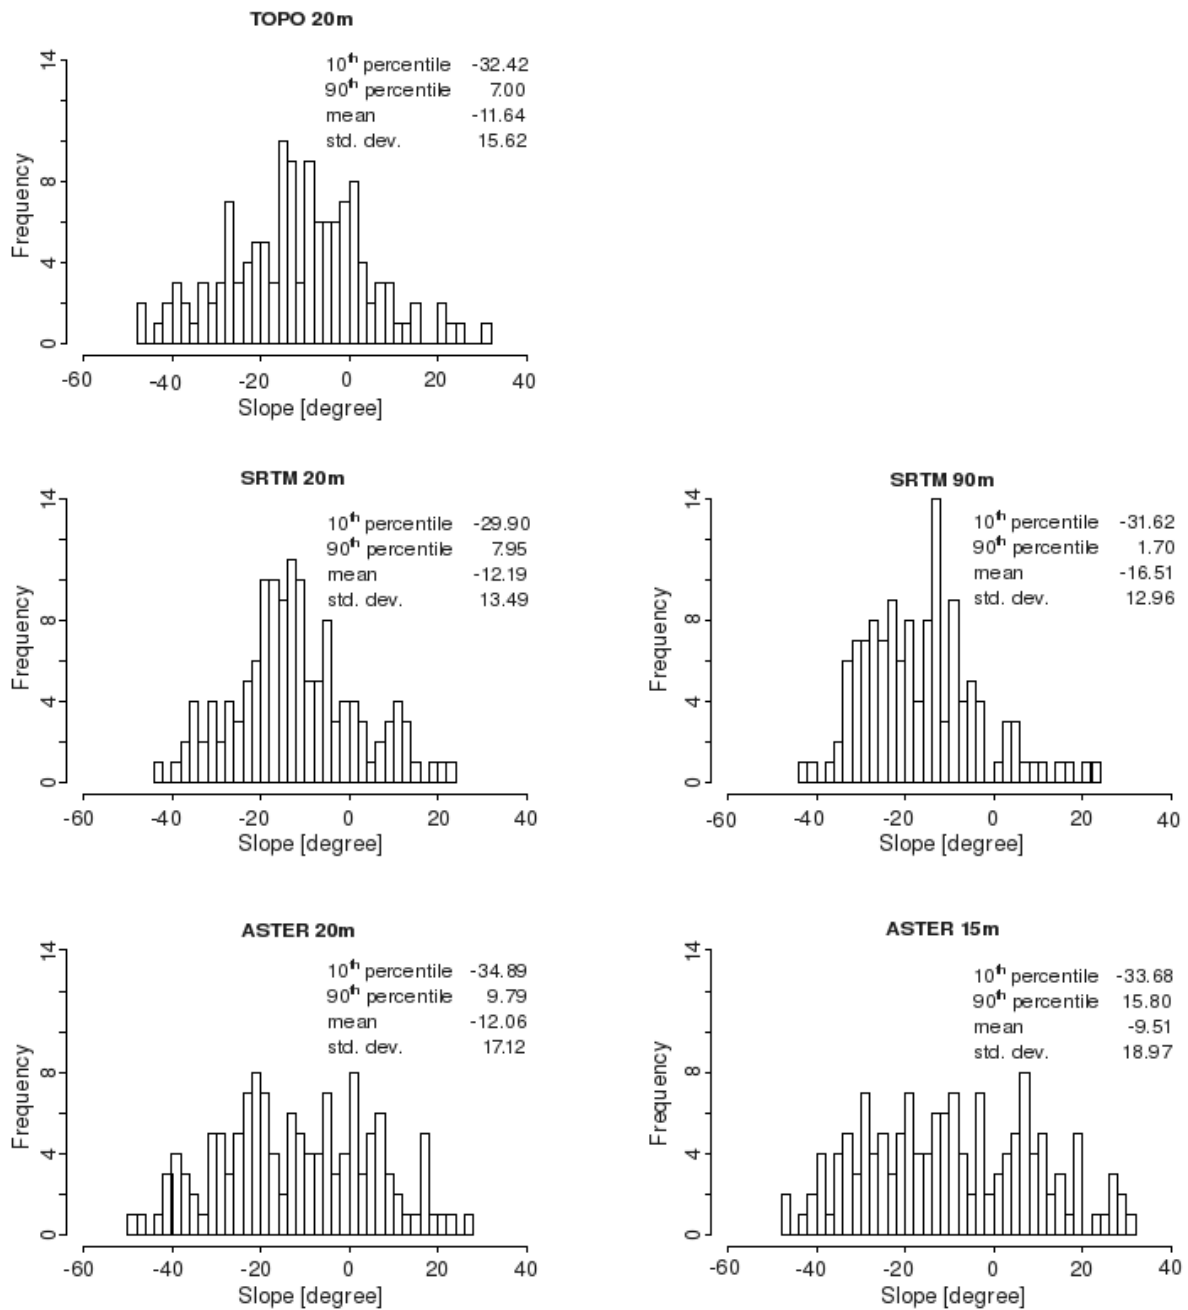 TOPO 20m
10th percentile -32.42
90th percentile 7.00
mean -11.64
std. dev. 15.62
Frequency
14
8
4
0
-60 -40 -20 0 20 40
Slope [degree]
SRTM 20m
10th percentile -29.90
90th percentile 7.95
mean -12.19
std. dev. 13.49
Frequency
14
8
4
0
-60 -40 -20 0 20 40
Slope [degree]
SRTM 90m
10th percentile -31.62
90th percentile 1.70
mean -16.51
std. dev. 12.96
Frequency
14
8
4
0
-60 -40 -20 0 20 40
Slope [degree]
ASTER 20m
10th percentile -34.89
90th percentile 9.79
mean -12.06
std. dev. 17.12
Frequency
14
8
4
0
-60 -40 -20 0 20 40
Slope [degree]
ASTER 15m
10th percentile -33.68
90th percentile 15.80
mean -9.51
std. dev. 18.97
Frequency
14
8
4
0
-60 -40 -20 0 20 40
Slope [degree]